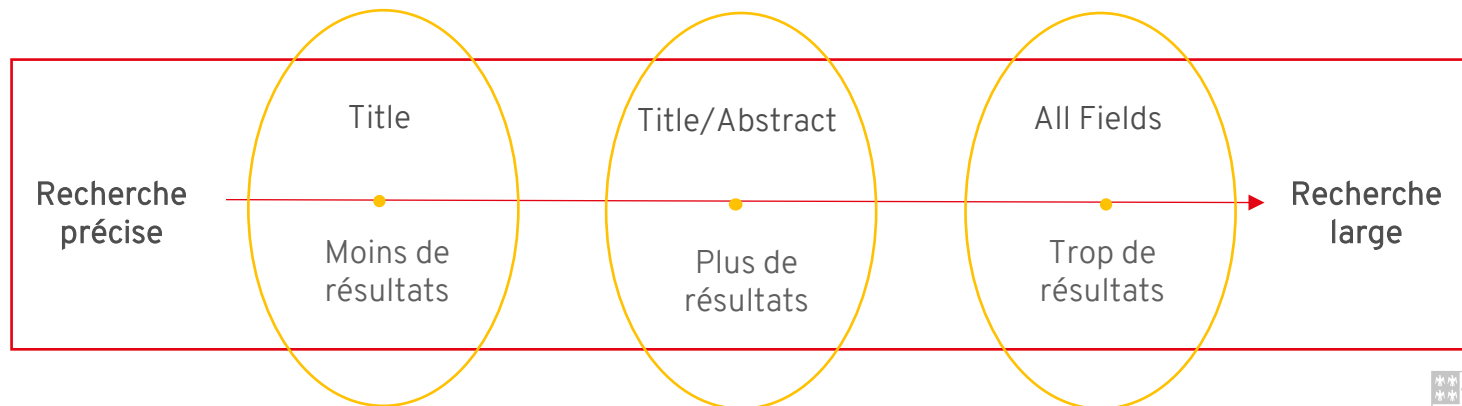 Recherche
précise
Title
Moins de
résultats
Title/Abstract
Plus de
résultats
All Fields
Trop de
résultats
Recherche
large